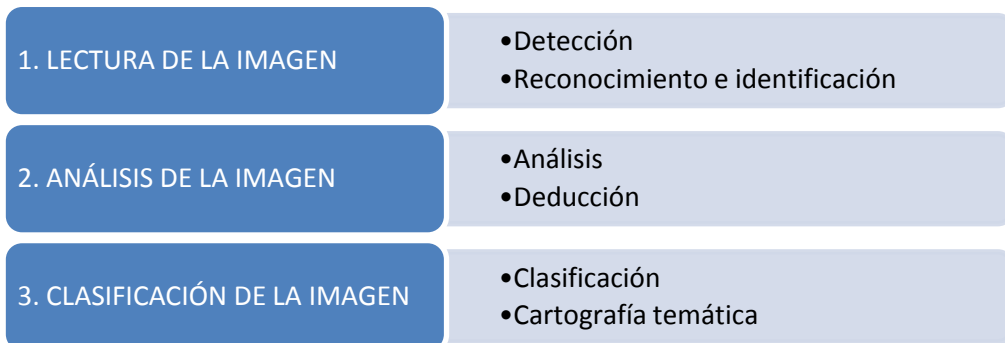 1. LECTURA DE LA IMAGEN
•Detección
•Reconocimiento e identificación
2. ANÁLISIS DE LA IMAGEN
•Análisis
•Deducción
3. CLASIFICACIÓN DE LA IMAGEN
•Clasificación
•Cartografía temática